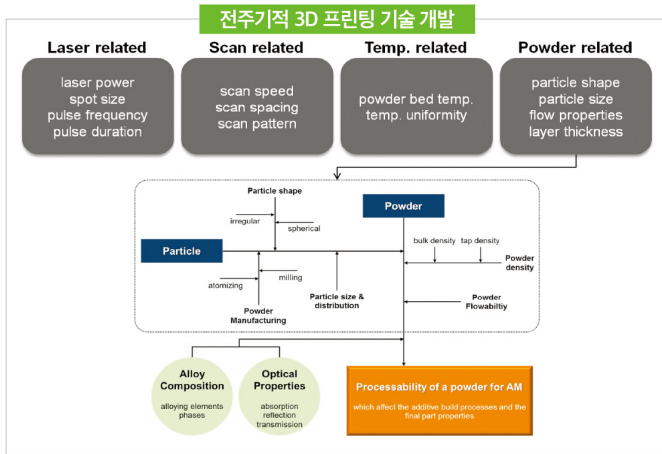 전주기적 3D 프린팅 기술 개발
Laser related
laser power
spot size
pulse frequency
pulse duration
Scan related
scan speed
scan spacing
scan pattern
Temp. related
powder bed temp.
temp. uniformity
Powder related
particle shape
particle size
flow properties
layer thickness
Particle shape
irregular
spherical
Powder
Particle
bulk density
tap density
Powder
density
atomizing
milling
Powder
Manufacturing
Particle size &
distribution
Powder
Flowabiltiy
Alloy
Composition
alloying elements
phases
Optical
Properties
absorption
reflection
transmission
Processability of a powder for AM
which affect the additive build processes and the
final part properties